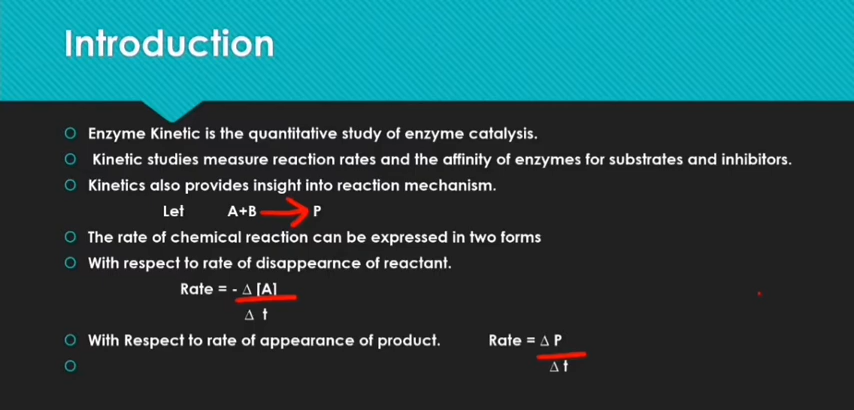 Introduction
Enzyme Kinetic is the quantitative study of enzyme catalysis.
Kinetic studies measure reaction rates and the affinity of enzymes for substrates and inhibitors.
Kinetics also provides insight into reaction mechanism.
Let A+B → P
The rate of chemical reaction can be expressed in two forms
With respect to rate of disappearnce of reactant.
Rate = - Δ [A]
Δ t
With Respect to rate of appearance of product. Rate = Δ P
Δ t